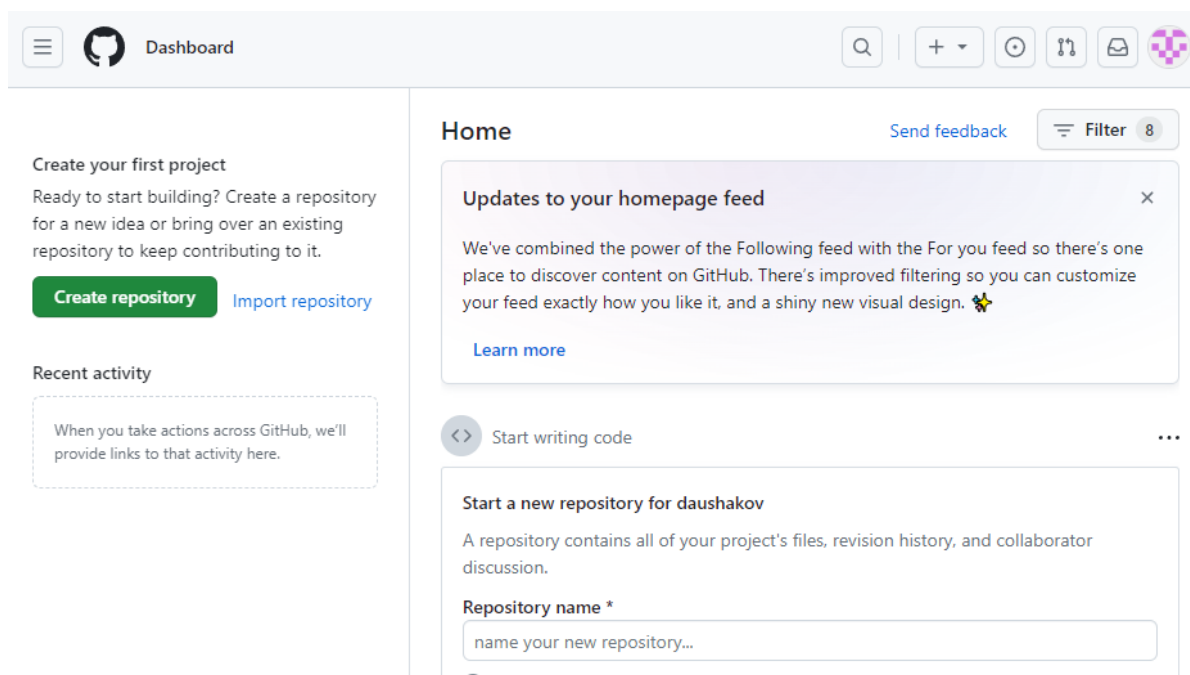 Dashboard
Create your first project
Ready to start building? Create a repository
for a new idea or bring over an existing
repository to keep contributing to it.
Create repository
Import repository
Recent activity
When you take actions across GitHub, we'll
provide links to that activity here.
Home
Send feedback
Filter 8
Updates to your homepage feed
We've combined the power of the Following feed with the For you feed so there's one
place to discover content on GitHub. There's improved filtering so you can customize
your feed exactly how you like it, and a shiny new visual design. ✨
Learn more
Start writing code
Start a new repository for daushakov
A repository contains all of your project's files, revision history, and collaborator
discussion.
Repository name *
name your new repository...